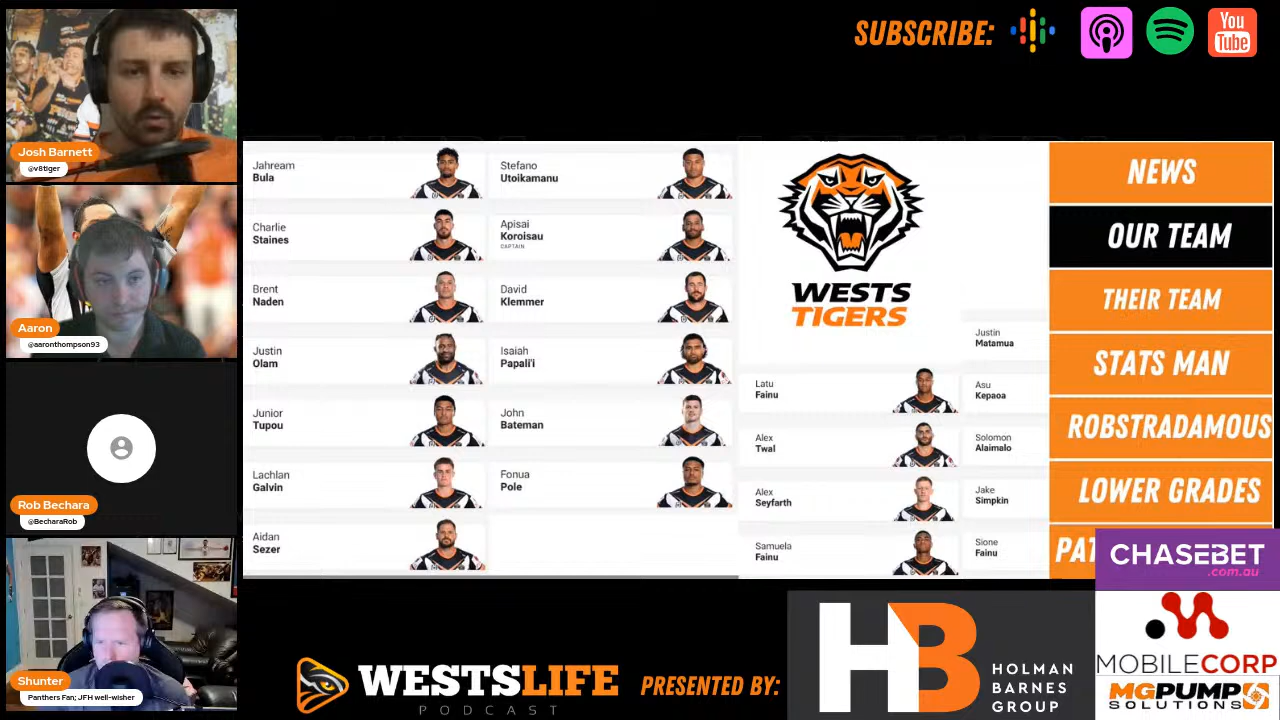 SUBSCRIBE:
You
Tube
Josh Barnett
@v8tiger
Aaron
@aaronthompson93
Rob Bechara
@BecharaRob
Shunter
Panthers Fan; JFH well-wisher
Jahream
Bula
Charlie
Staines
Brent
Naden
Justin
Olam
Junior
Tupou
Lachlan
Galvin
Aidan
Sezer
Stefano
Utoikamanu
Apisai
Koroisau
CAPTAIN
David
Klemmer
Isaiah
Papali'i
John
Bateman
Fonua
Pole
WESTS
TIGERS
Latu
Fainu
Alex
Twal
Alex
Seyfarth
Samuela
Fainu
Justin
Matamua
Asu
Kepaoa
Solomon
Alaimalo
Jake
Simpkin
Sione
Fainu
NEWS
OUR TEAM
THEIR TEAM
STATS MAN
ROBSTRADAMOUS
LOWER GRADES
PAT
CHASEBET
.com.au
WESTSLIFE
PODCAST
PRESENTED BY:
HB
HOLMAN
BARNES
GROUP
MOBILECORP
MGPUMP
SOLUTIONS